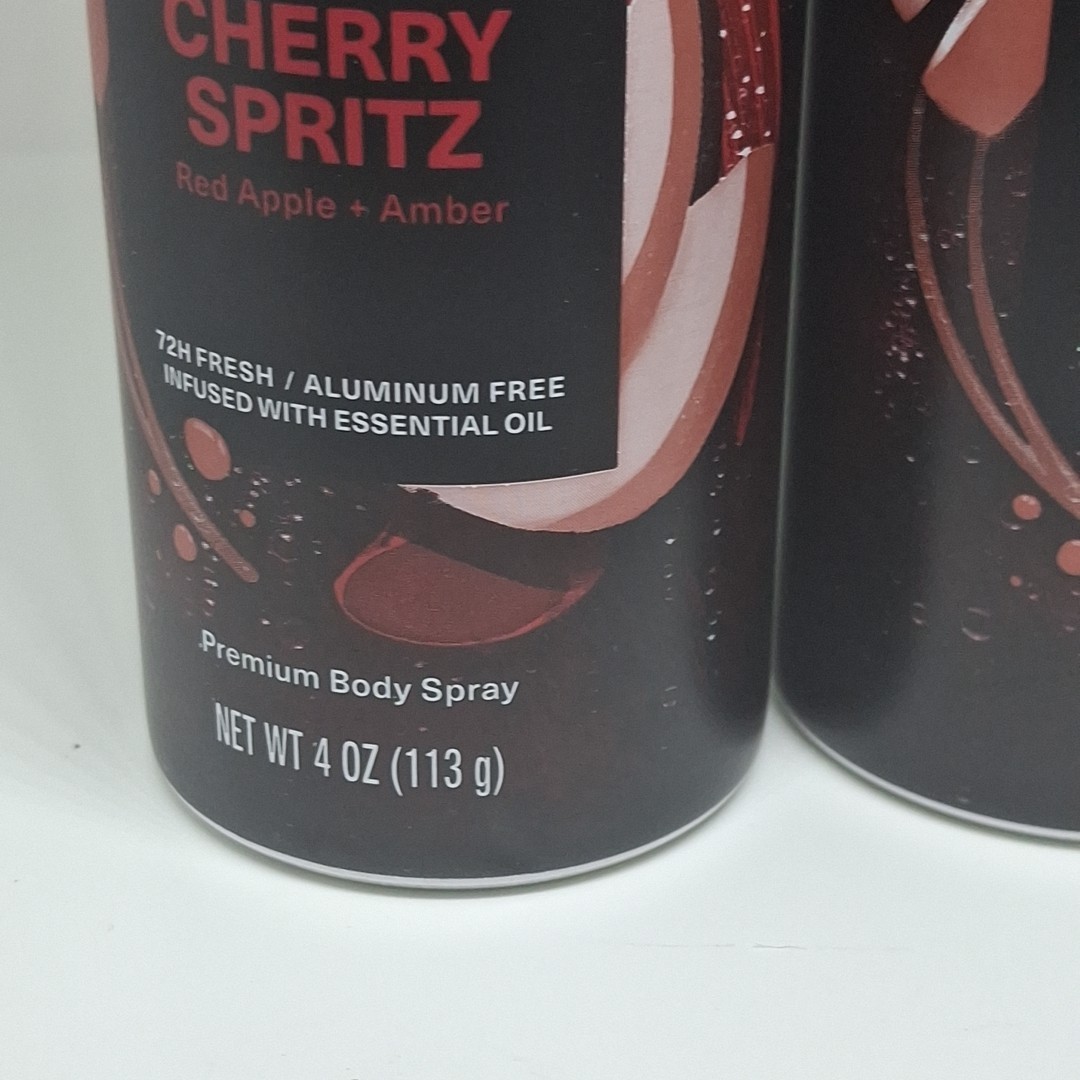 CHERRY
SPRITZ
Red Apple + Amber
72H FRESH / ALUMINUM FREE
INFUSED WITH ESSENTIAL OIL
Premium Body Spray
NET WT 4 OZ (113 g)